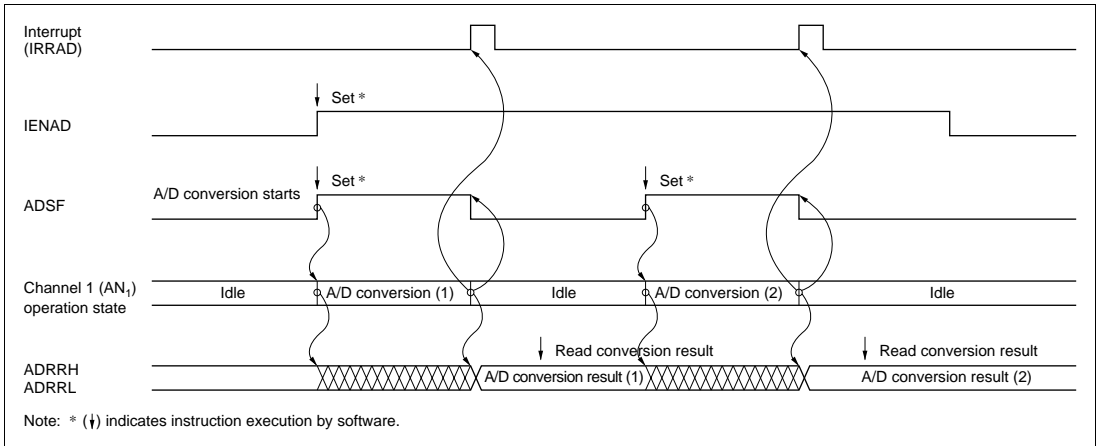 Interrupt
(IRRAD)
Set *
IENAD
A/D conversion starts
Set *
Set *
ADSF
Channel 1 (AN1)
operation state
Idle
A/D conversion (1)
Idle
A/D conversion (2)
Idle
Read conversion result
Read conversion result
ADRRH
ADRRL
A/D conversion result (1)
A/D conversion result (2)
Note: * (↓) indicates instruction execution by software.